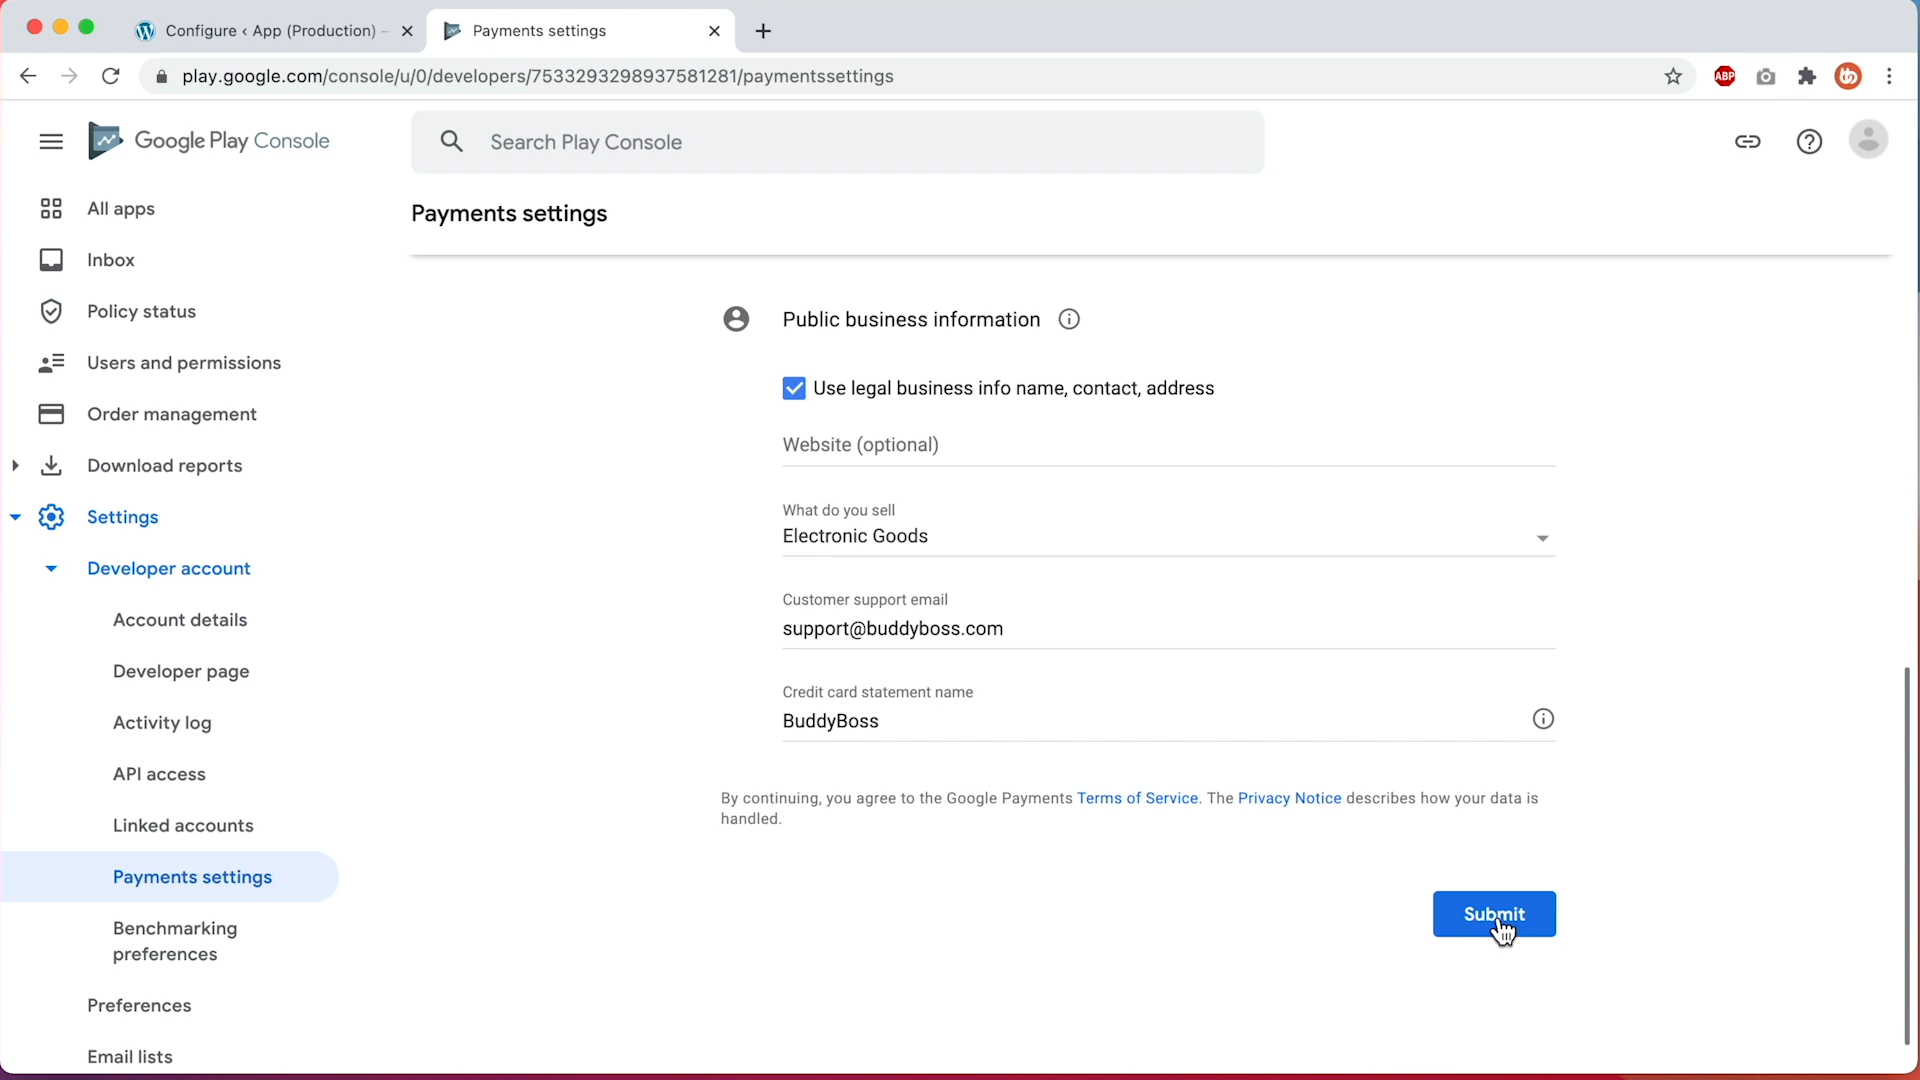 Configure ‹ App (Production) –
Payments settings
play.google.com/console/u/0/developers/7533293298937581281/paymentssettings
ABP
Google Play Console
Search Play Console
All apps
Inbox
Policy status
Users and permissions
Order management
Download reports
Settings
Developer account
Account details
Developer page
Activity log
API access
Linked accounts
Payments settings
Benchmarking
preferences
Preferences
Email lists
Payments settings
Public business information
Use legal business info name, contact, address
Website (optional)
What do you sell
Electronic Goods
Customer support email
support@buddyboss.com
Credit card statement name
BuddyBoss
By continuing, you agree to the Google Payments Terms of Service. The Privacy Notice describes how your data is
handled.
Submit